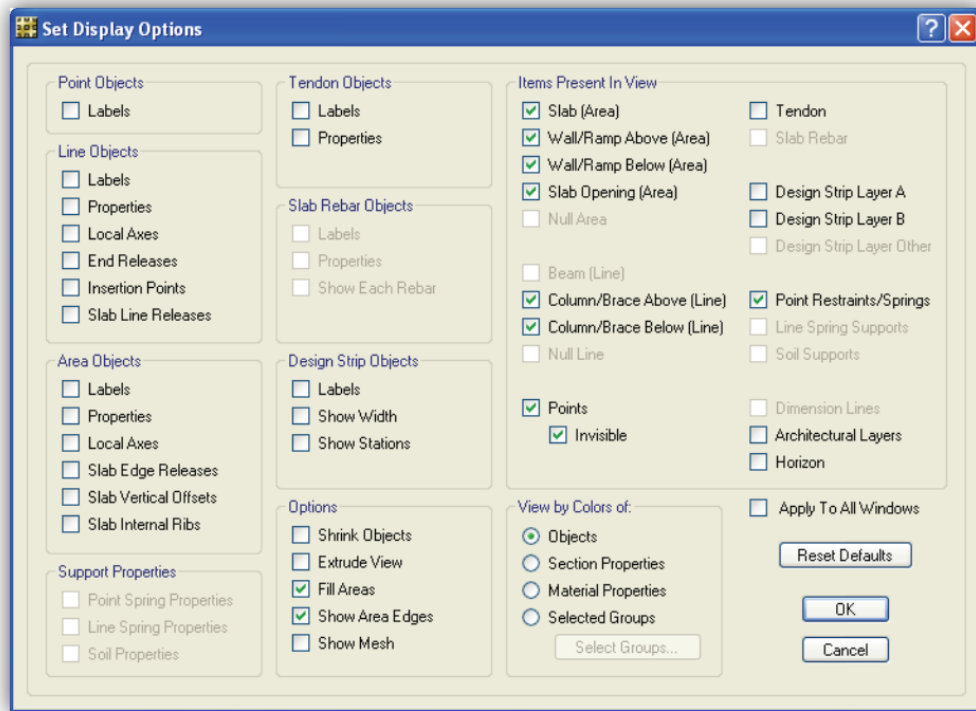 Set Display Options
Point Objects
Labels
Line Objects
Labels
Properties
Local Axes
End Releases
Insertion Points
Slab Line Releases
Area Objects
Labels
Properties
Local Axes
Slab Edge Releases
Slab Vertical Offsets
Slab Internal Ribs
Support Properties
Point Spring Properties
Line Spring Properties
Soil Properties
Tendon Objects
Labels
Properties
Slab Rebar Objects
Labels
Properties
Show Each Rebar
Design Strip Objects
Labels
Show Width
Show Stations
Options
Shrink Objects
Extrude View
Fill Areas
Show Area Edges
Show Mesh
Items Present In View
Slab (Area)
Wall/Ramp Above (Area)
Wall/Ramp Below (Area)
Slab Opening (Area)
Null Area
Beam (Line)
Column/Brace Above (Line)
Column/Brace Below (Line)
Null Line
Points
Invisible
Tendon
Slab Rebar
Design Strip Layer A
Design Strip Layer B
Design Strip Layer Other
Point Restraints/Springs
Line Spring Supports
Soil Supports
Dimension Lines
Architectural Layers
Horizon
View by Colors of:
Objects
Section Properties
Material Properties
Selected Groups
Select Groups...
Apply To All Windows
Reset Defaults
OK
Cancel